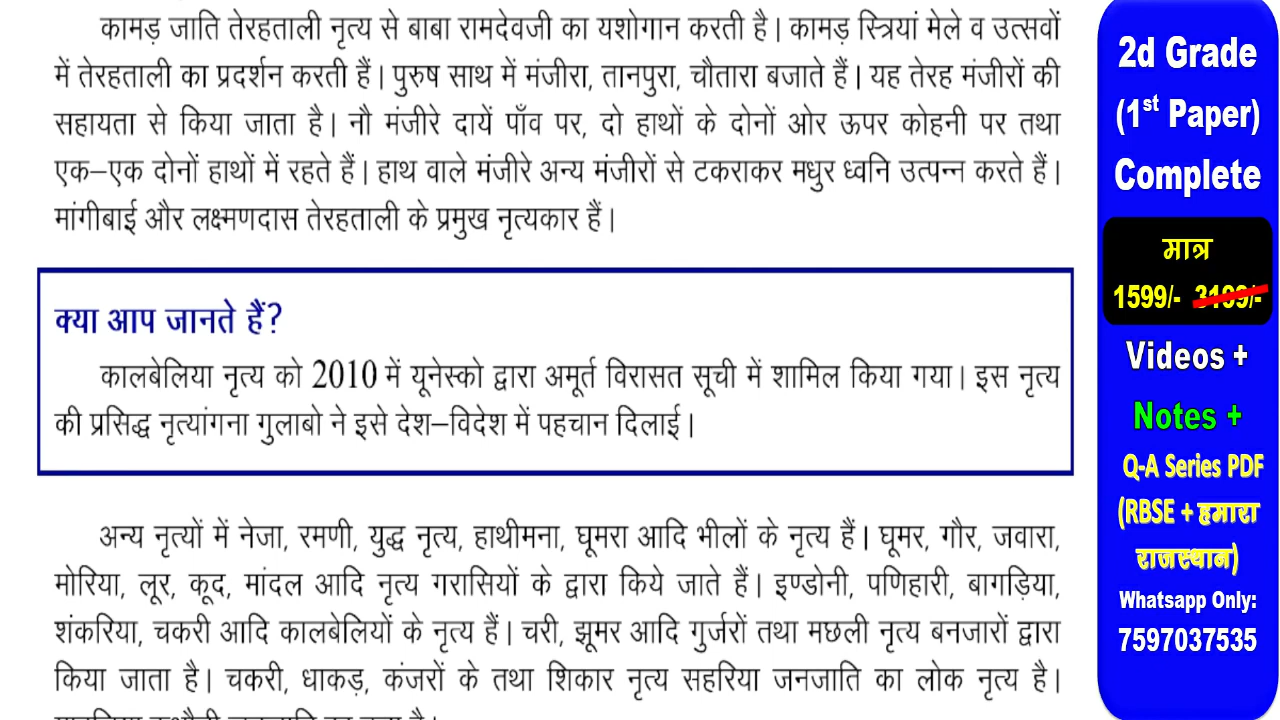 कामड़ जाति तेरहताली नृत्य से बाबा रामदेवजी का यशोगान करती है। कामड़ स्त्रियां मेले व उत्सवों
में तेरहताली का प्रदर्शन करती हैं। पुरुष साथ में मंजीरा, तानपुरा, चौतारा बजाते हैं। यह तेरह मंजीरों की
सहायता से किया जाता है। नौ मंजीरे दायें पाँव पर, दो हाथों के दोनों ओर ऊपर कोहनी पर तथा
एक–एक दोनों हाथों में रहते हैं। हाथ वाले मंजीरे अन्य मंजीरों से टकराकर मधुर ध्वनि उत्पन्न करते हैं।
मांगीबाई और लक्ष्मणदास तेरहताली के प्रमुख नृत्यकार हैं।
क्या आप जानते हैं?
कालबेलिया नृत्य को 2010 में यूनेस्को द्वारा अमूर्त विरासत सूची में शामिल किया गया। इस नृत्य
की प्रसिद्ध नृत्यांगना गुलाबो ने इसे देश–विदेश में पहचान दिलाई।
अन्य नृत्यों में नेजा, रमणी, युद्ध नृत्य, हाथीमना, घूमरा आदि भीलों के नृत्य हैं। घूमर, गौर, जवारा,
मोरिया, लूर, कूद, मांदल आदि नृत्य गरासियों के द्वारा किये जाते हैं। इण्डोनी, पणिहारी, बागड़िया,
शंकरिया, चकरी आदि कालबेलियों के नृत्य हैं। चरी, झूमर आदि गुर्जरों तथा मछली नृत्य बनजारों द्वारा
किया जाता है। चकरी, धाकड़, कंजरों के तथा शिकार नृत्य सहरिया जनजाति का लोक नृत्य है।
2d Grade
(1st Paper)
Complete
मात्र
1599/- 3199/-
Videos +
Notes +
Q-A Series PDF
(RBSE + हमारा
राजस्थान)
Whatsapp Only:
7597037535